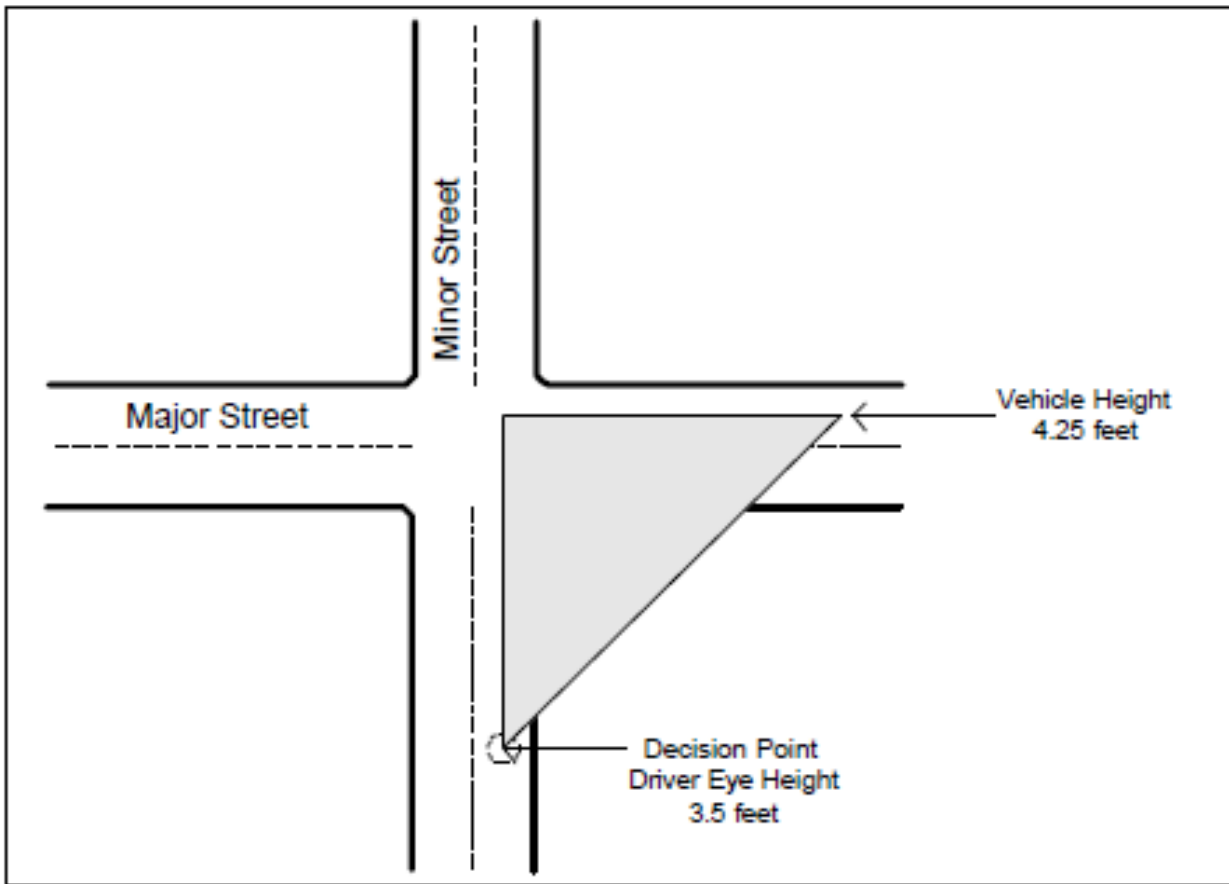 Minor Street
Major Street
Vehicle Height
4.25 feet
Decision Point
Driver Eye Height
3.5 feet